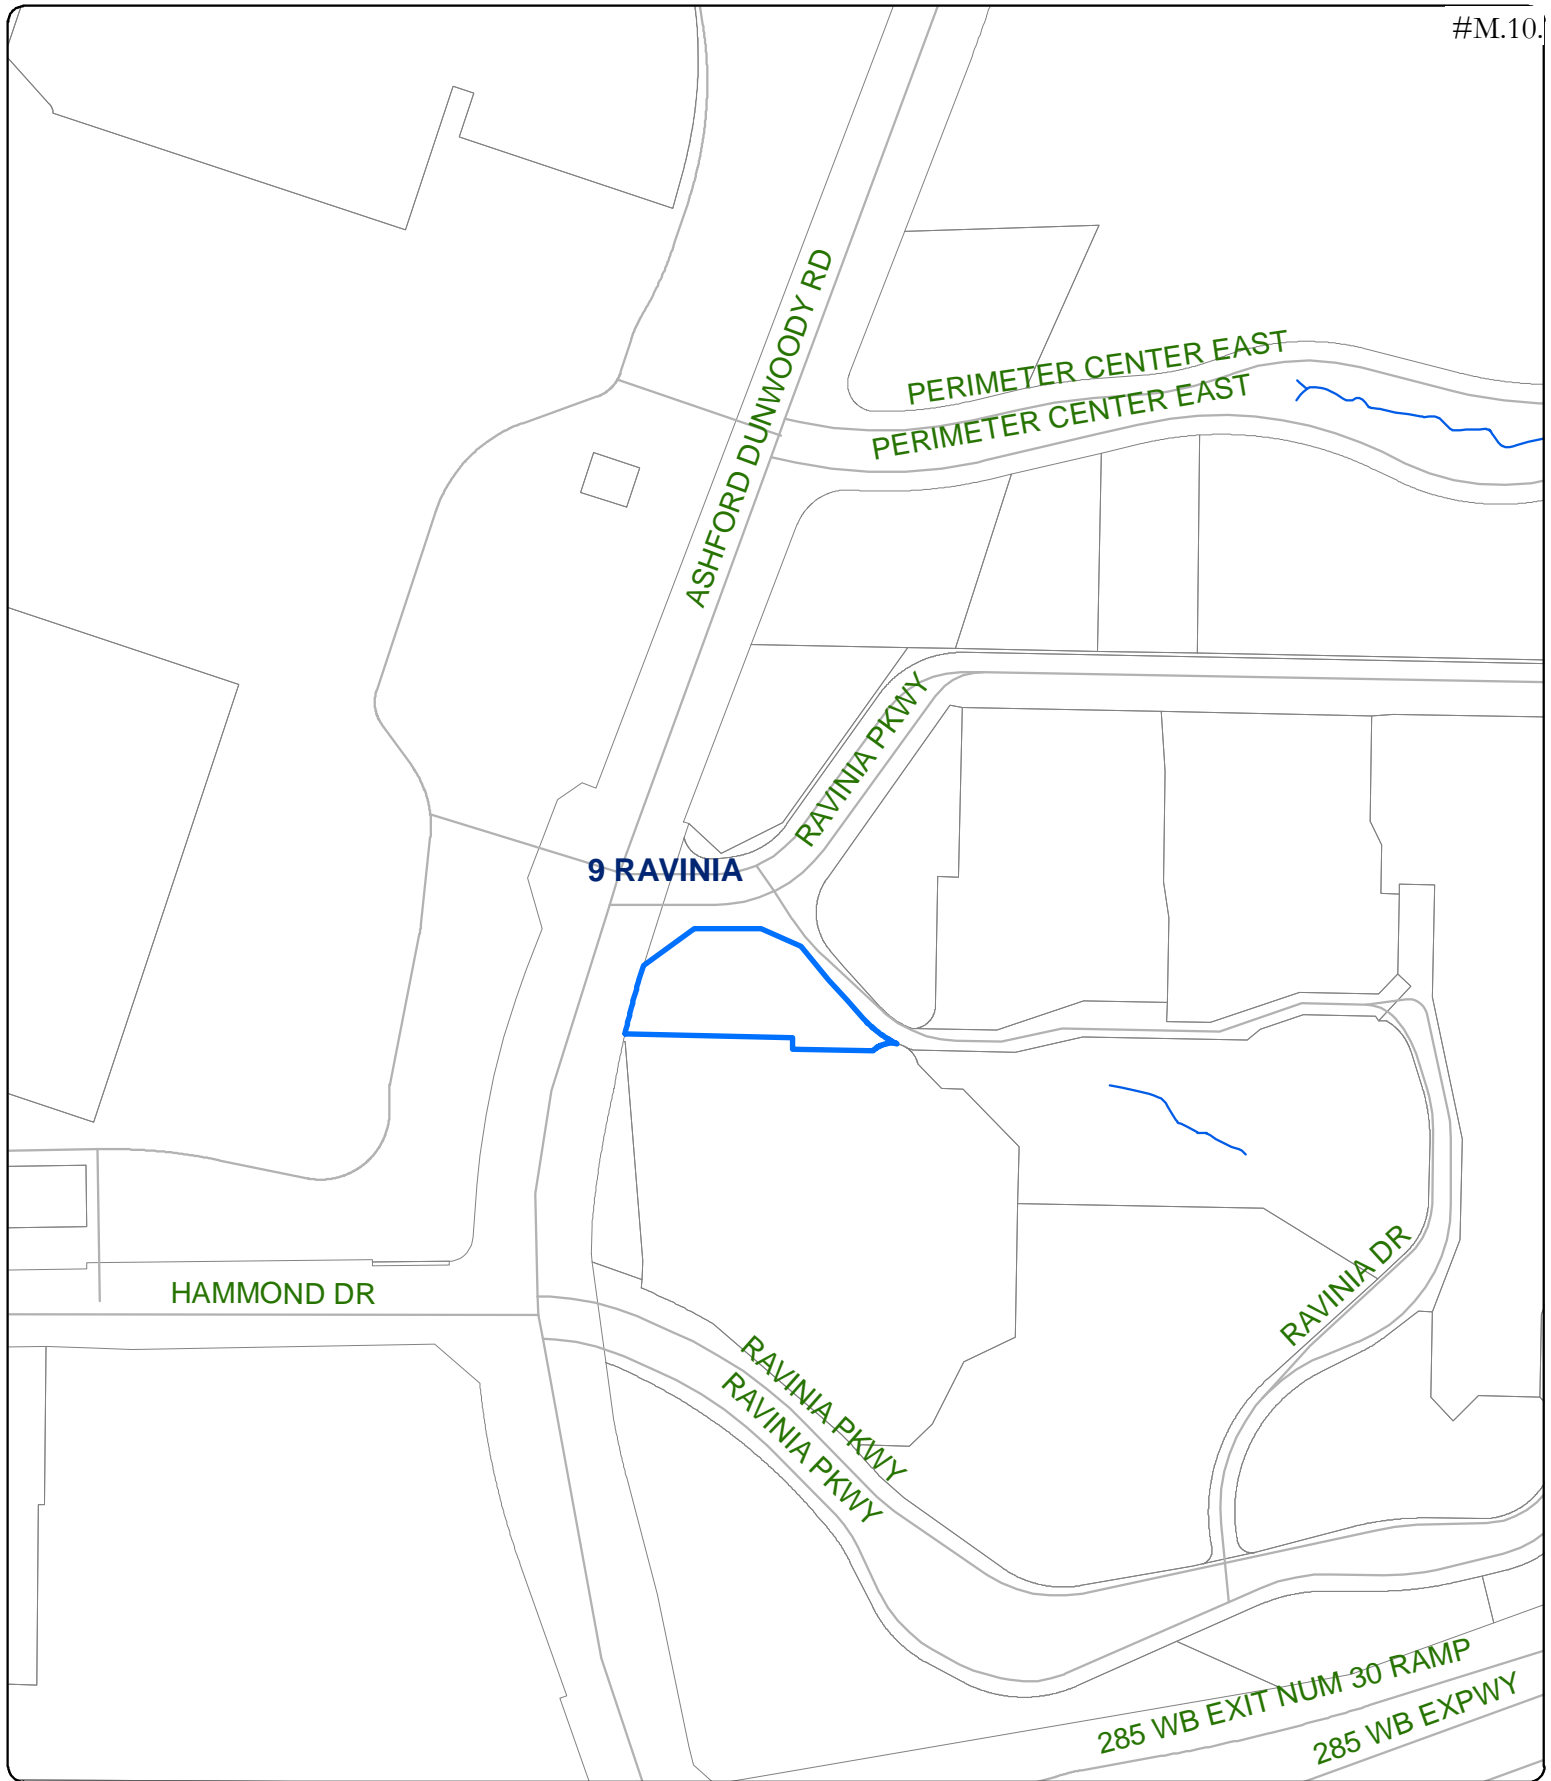 #M.10.
ASHFORD DUNWOODY RD
PERIMETER CENTER EAST
PERIMETER CENTER EAST
RAVINIA PKWY
9 RAVINIA
RAVINIA DR
HAMMOND DR
RAVINIA PKWY
RAVINIA PKWY
285 WB EXIT NUM 30 RAMP
285 WB EXPWY